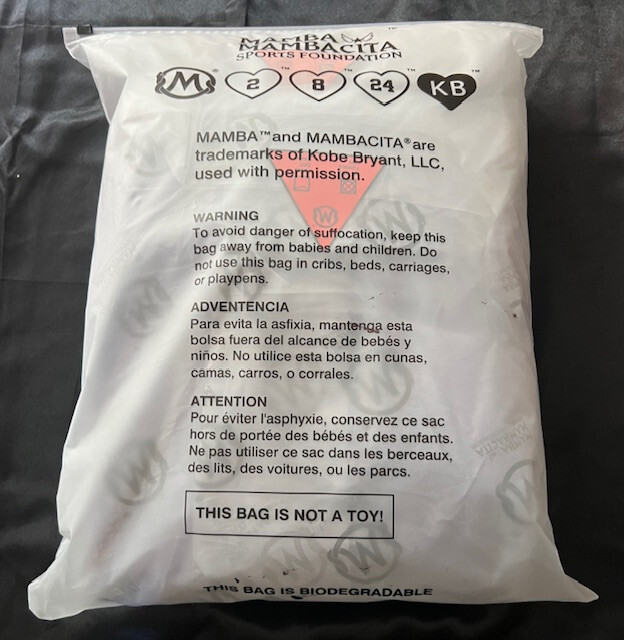 MAMBA ™
MAMBACITA
SPORTS FOUNDATION
M® 2™ 8™ 24™ KB™
MAMBA™ and MAMBACITA® are
trademarks of Kobe Bryant, LLC,
used with permission.
WARNING
To avoid danger of suffocation, keep this
bag away from babies and children. Do
not use this bag in cribs, beds, carriages,
or playpens.
ADVENTENCIA
Para evita la asfixia, mantenga esta
bolsa fuera del alcance de bebés y
niños. No utilice esta bolsa en cunas,
camas, carros, o corrales.
ATTENTION
Pour éviter l'asphyxie, conservez ce sac
hors de portée des bébés et des enfants.
Ne pas utiliser ce sac dans les berceaux,
des lits, des voitures, ou les parcs.
THIS BAG IS NOT A TOY!
THIS BAG IS BIODEGRADABLE